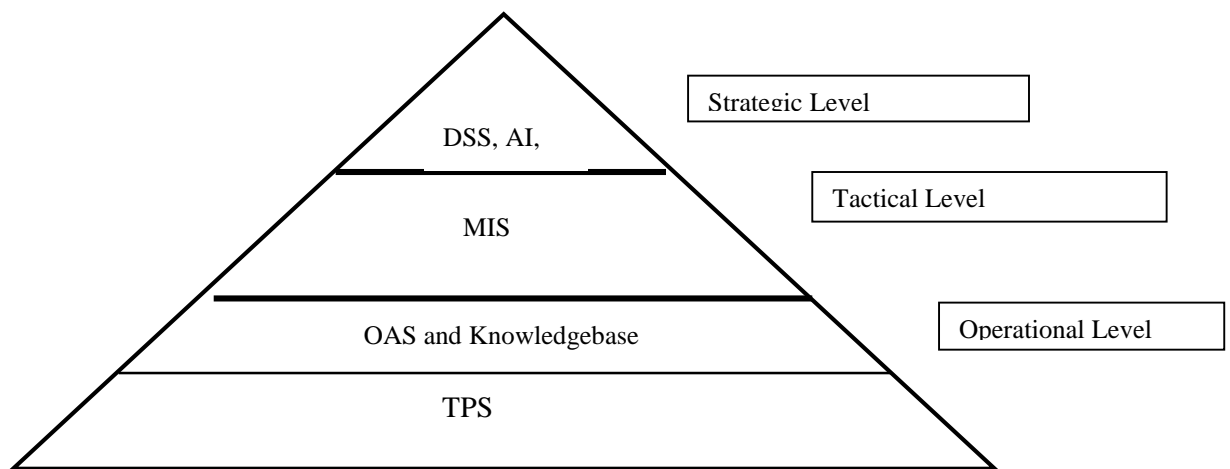 Strategic Level
DSS, AI,
Tactical Level
MIS
Operational Level
OAS and Knowledgebase
TPS